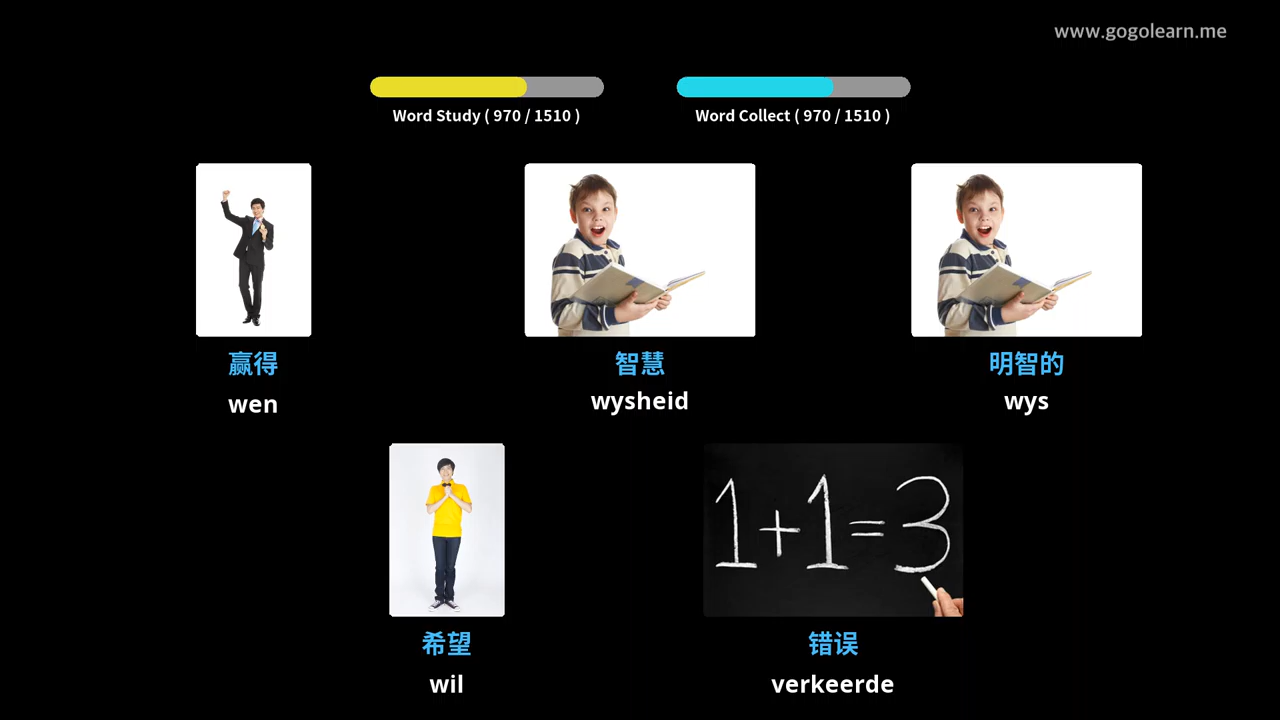 www.gogolearn.me
Word Study ( 970 / 1510 )
Word Collect ( 970 / 1510 )
赢得
wen
智慧
wysheid
明智的
wys
1+1=3
希望
wil
错误
verkeerde